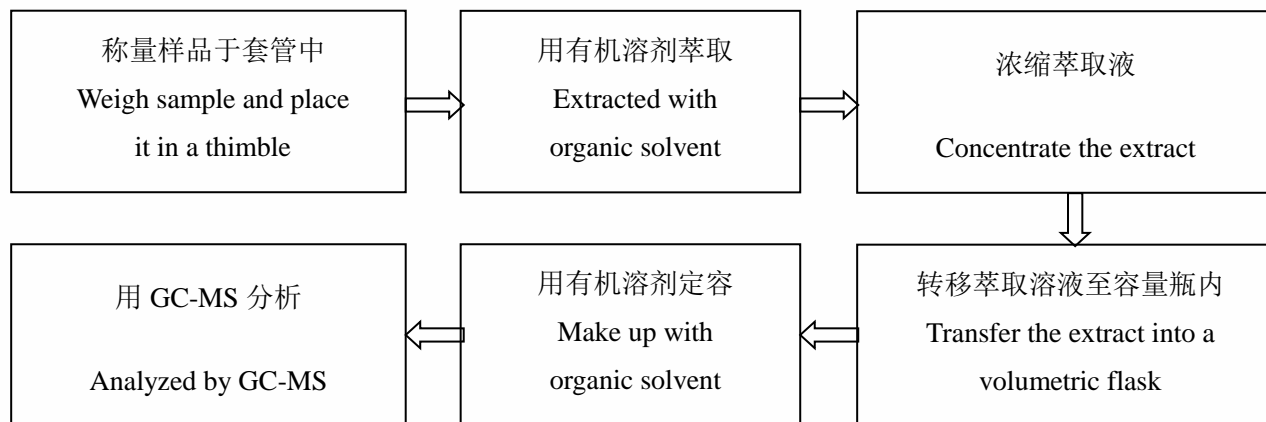 称量样品于套管中
Weigh sample and place
it in a thimble
用有机溶剂萃取
Extracted with
organic solvent
浓缩萃取液
Concentrate the extract
转移萃取溶液至容量瓶内
Transfer the extract into a
volumetric flask
用有机溶剂定容
Make up with
organic solvent
用 GC-MS 分析
Analyzed by GC-MS